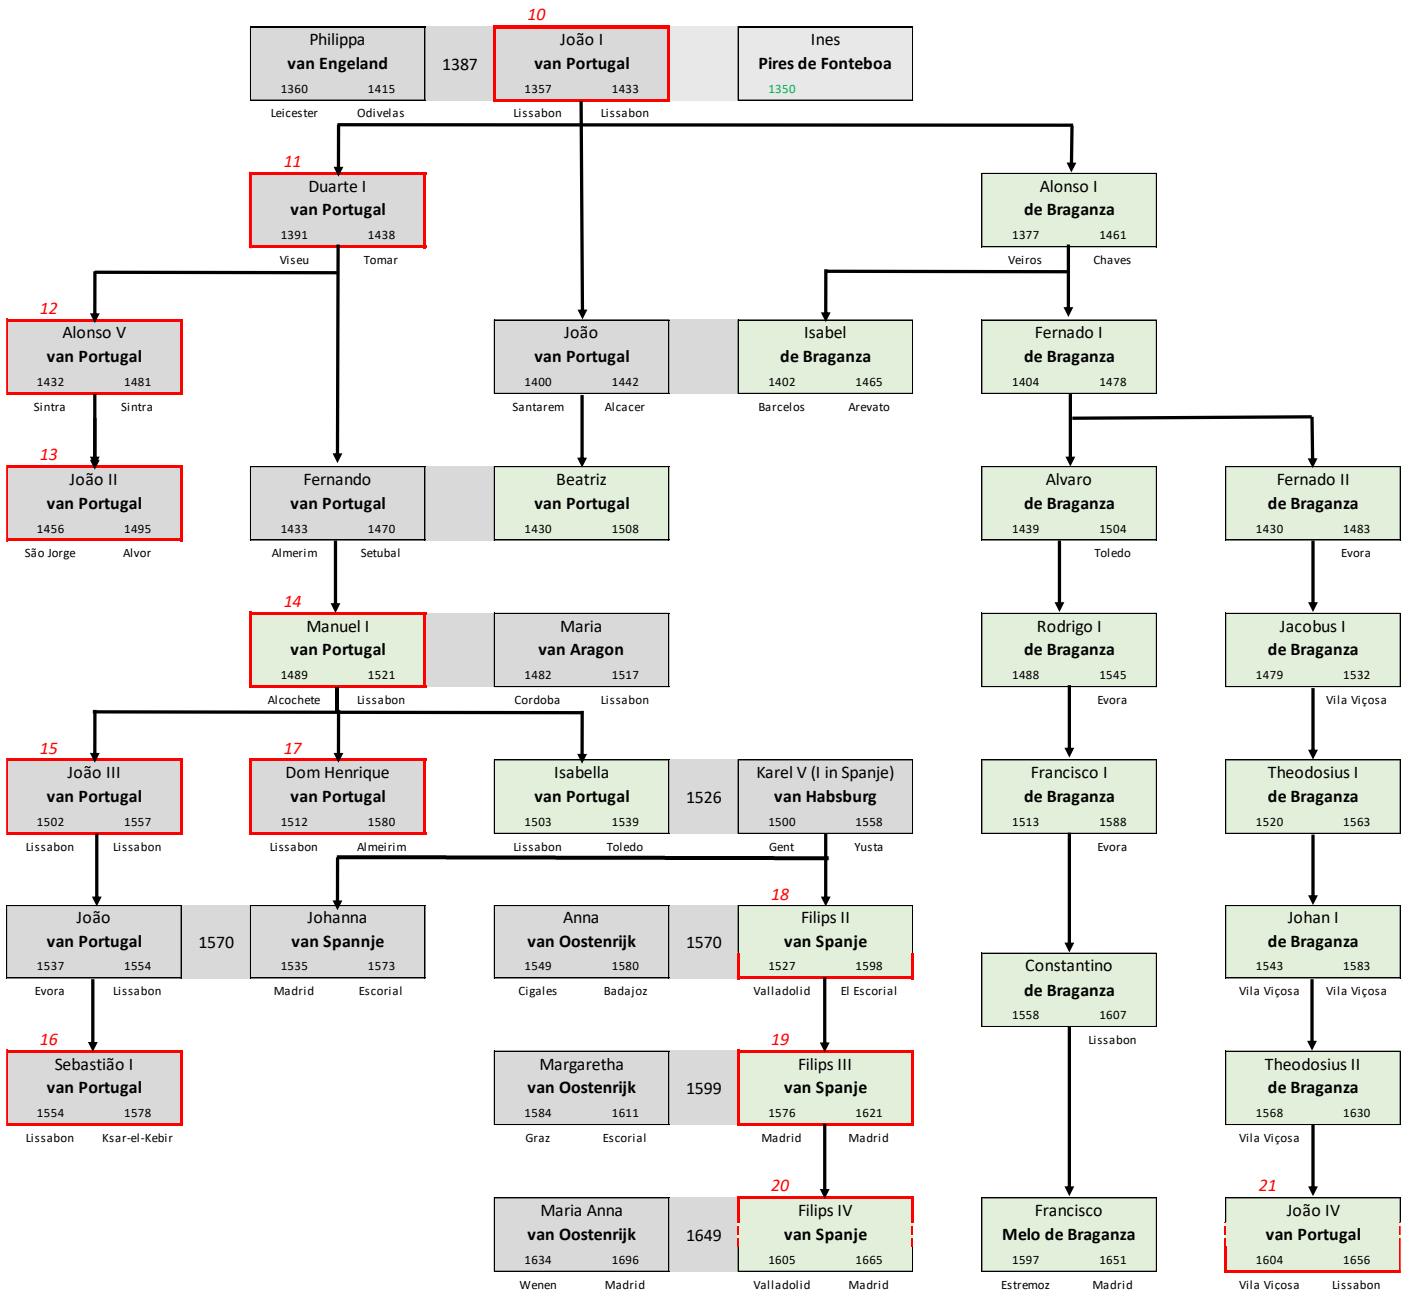 10
Philippa João I Ines
van Engeland 1387 van Portugal Pires de Fonteboa
1360 1415 1357 1433 1350
Leicester Odivelas Lissabon Lissabon
11
Duarte I Alonso I
van Portugal de Braganza
1391 1438 1377 1461
Viseu Tomar Veiros Chaves
12
Alonso V João Isabel Fernado I
van Portugal van Portugal de Braganza de Braganza
1432 1481 1400 1442 1402 1465 1404 1478
Sintra Sintra Santarem Alcacer Barcelos Arevato
13
João II Fernando Beatriz Alvaro Fernado II
van Portugal van Portugal van Portugal de Braganza de Braganza
1456 1495 1433 1470 1430 1508 1439 1504 1430 1483
São Jorge Alvor Almerim Setubal Toledo Evora
14
Manuel I Maria Rodrigo I Jacobus I
van Portugal van Aragon de Braganza de Braganza
1489 1521 1482 1517 1488 1545 1479 1532
Alcochete Lissabon Cordoba Lissabon Evora Vila Viçosa
15 17
João III Dom Henrique Isabella Karel V (I in Spanje) Francisco I Theodosius I
van Portugal van Portugal van Portugal 1526 van Habsburg de Braganza de Braganza
1502 1557 1512 1580 1503 1539 1500 1558 1513 1588 1520 1563
Lissabon Lissabon Lissabon Almeirim Lissabon Toledo Gent Yusta Evora
18
João Johanna Anna Filips II Johan I
van Portugal 1570 van Spannje van Oostenrijk 1570 van Spanje de Braganza
1537 1554 1535 1573 1549 1580 1527 1598 1543 1583
Evora Lissabon Madrid Escorial Cigales Badajoz Valladolid El Escorial Vila Viçosa Vila Viçosa
Constantino
de Braganza
1558 1607
Lissabon
16 19
Sebastião I Margaretha Filips III Theodosius II
van Portugal van Oostenrijk 1599 van Spanje de Braganza
1554 1578 1584 1611 1576 1621 1568 1630
Lissabon Ksar-el-Kebir Graz Escorial Madrid Madrid Vila Viçosa
20 21
Maria Anna Filips IV Francisco João IV
van Oostenrijk 1649 van Spanje Melo de Braganza van Portugal
1634 1696 1605 1665 1597 1651 1604 1656
Wenen Madrid Valladolid Madrid Estremoz Madrid Vila Viçosa Lissabon